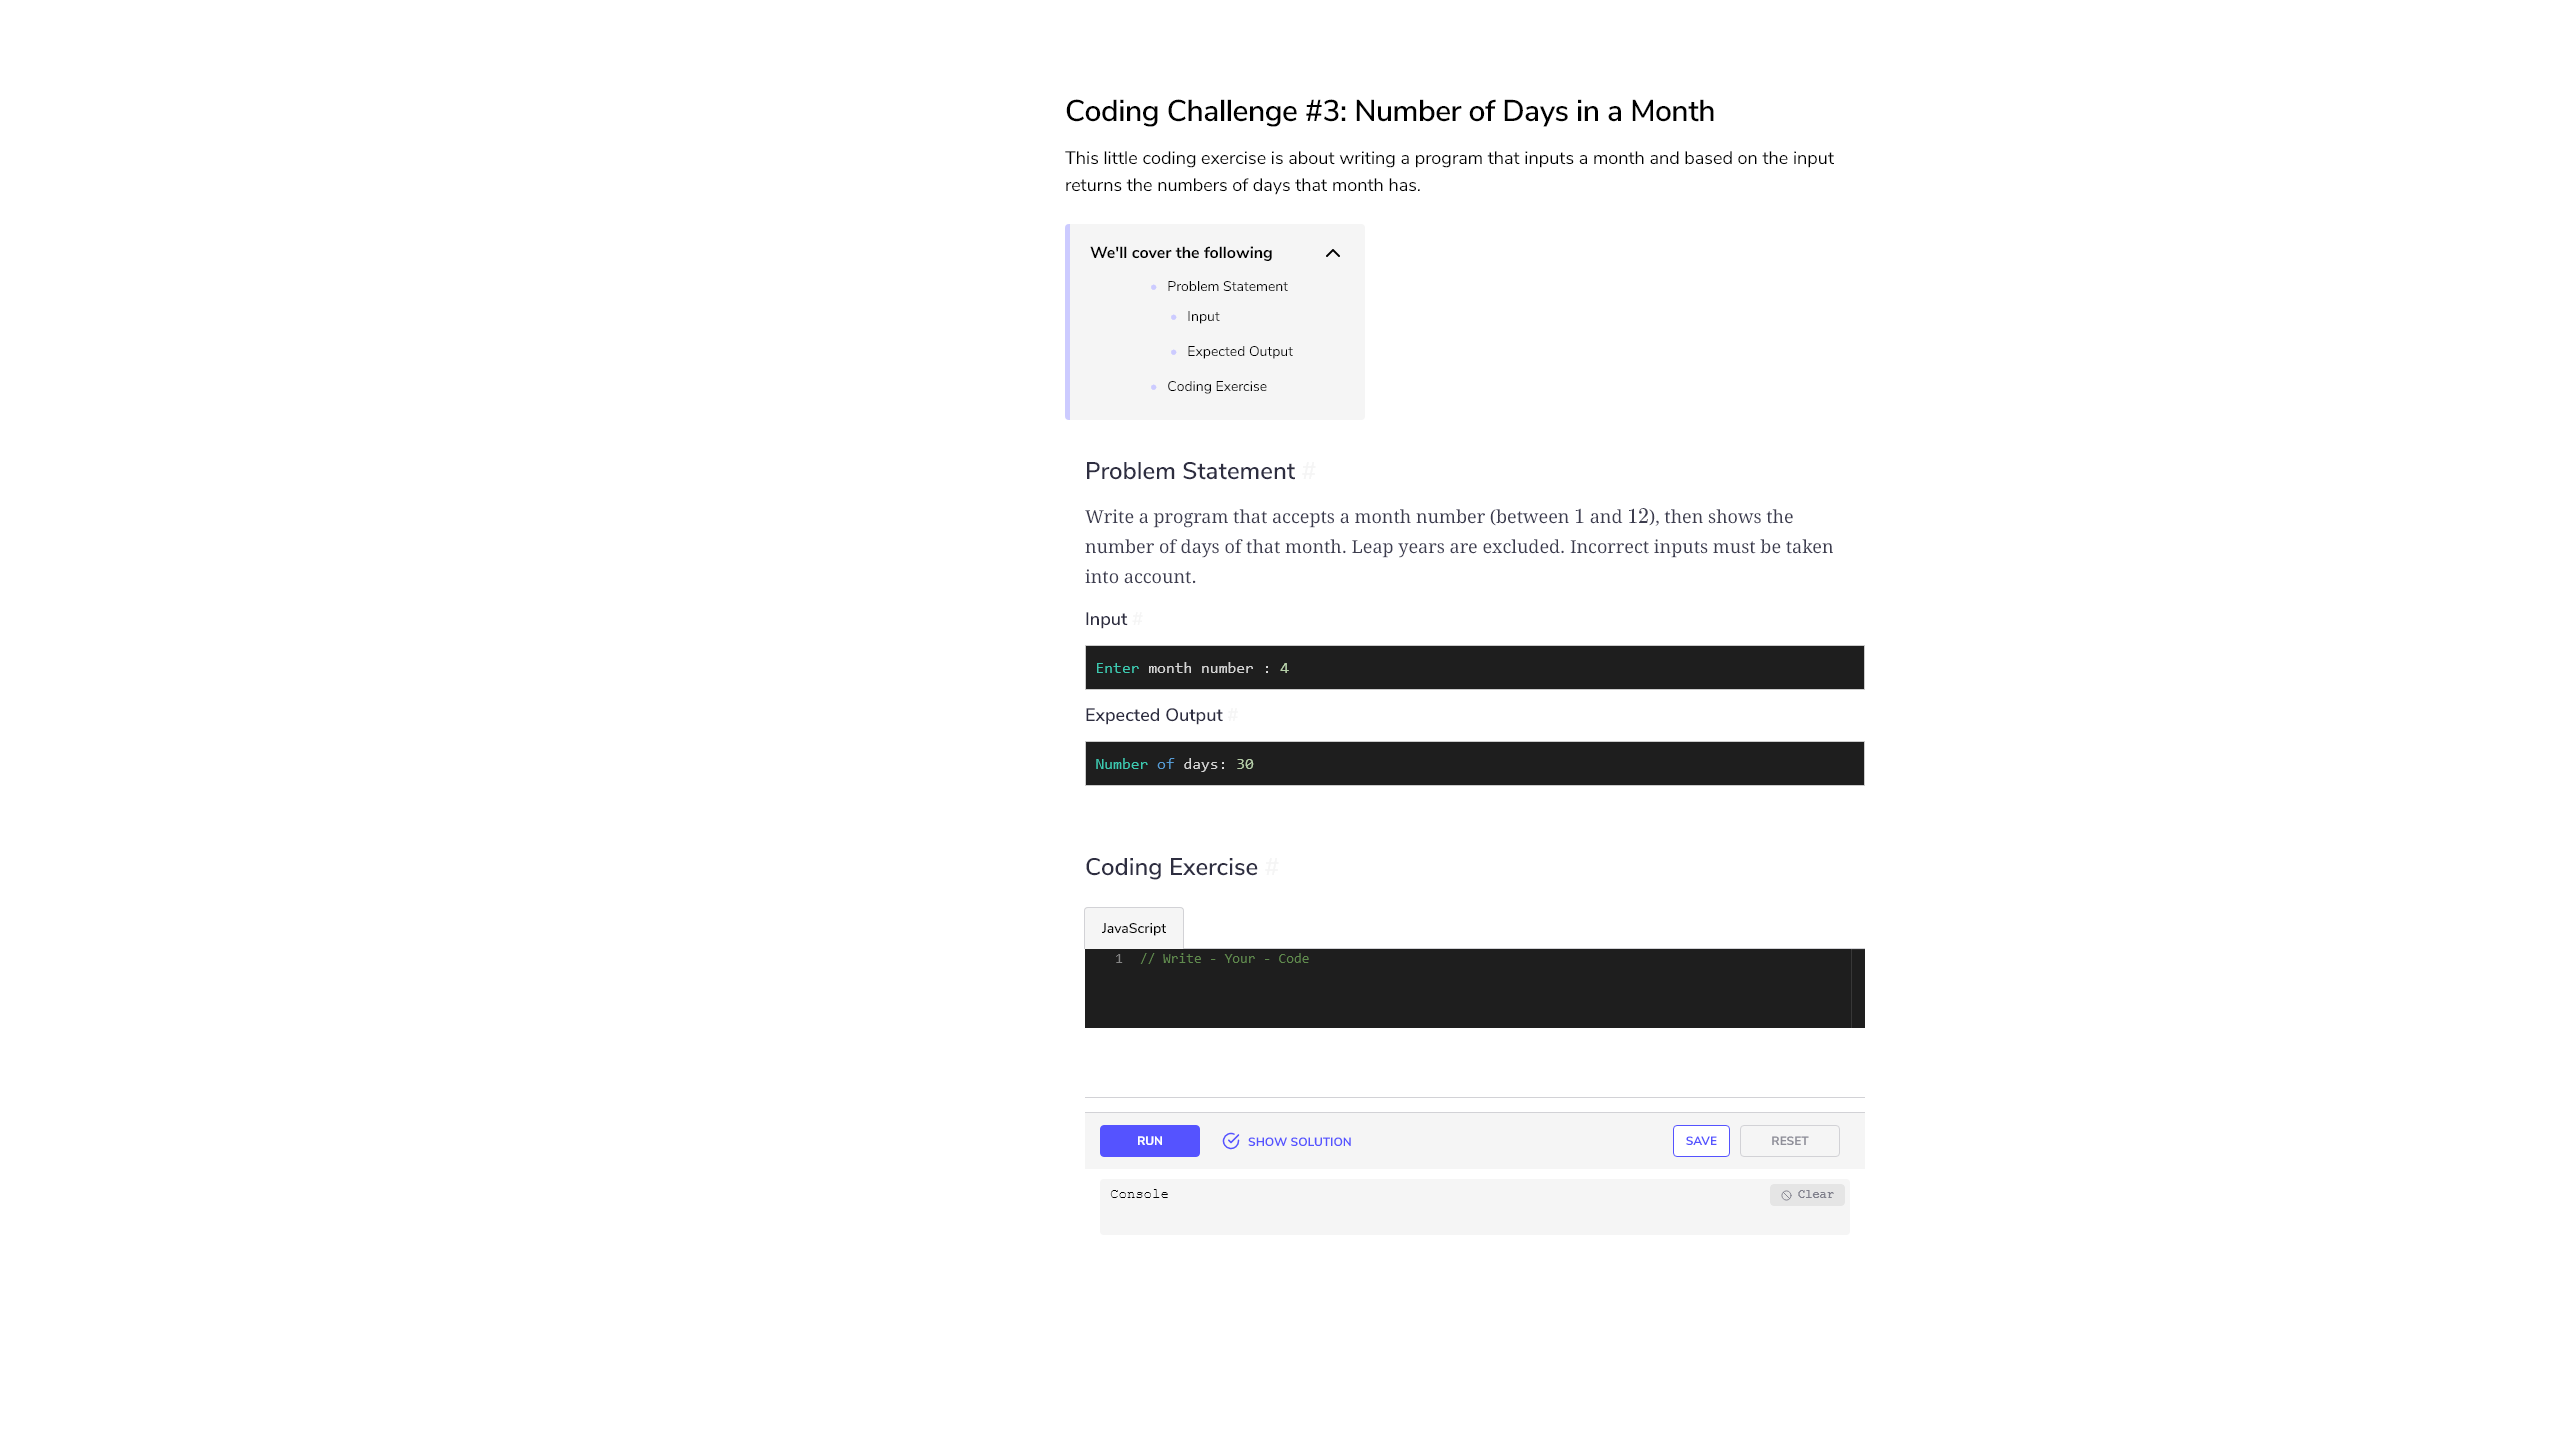 Coding Challenge #3: Number of Days in a Month
This little coding exercise is about writing a program that inputs a month and based on the input
returns the numbers of days that month has.
We'll cover the following
Problem Statement
Input
Expected Output
Coding Exercise
Problem Statement #
Write a program that accepts a month number (between 1 and 12), then shows the
number of days of that month. Leap years are excluded. Incorrect inputs must be taken
into account.
Input #
Enter month number : 4
Expected Output #
Number of days: 30
Coding Exercise #
JavaScript
1 // Write - Your - Code
RUN SHOW SOLUTION SAVE RESET
Console Clear